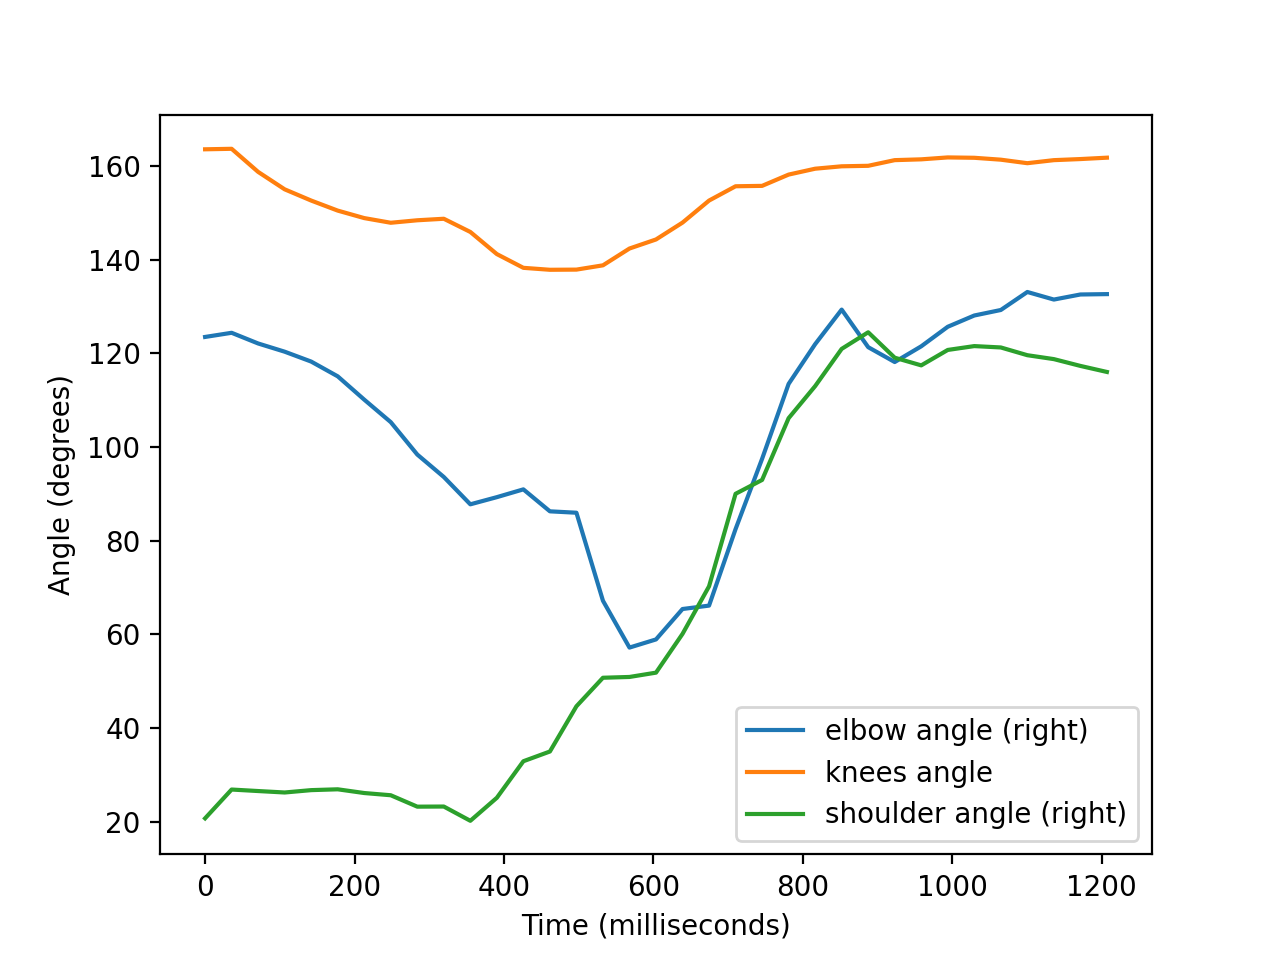 160
140
120
100
80
60
40
20
Angle (degrees)
elbow angle (right)
knees angle
shoulder angle (right)
0 200 400 600 800 1000 1200
Time (milliseconds)